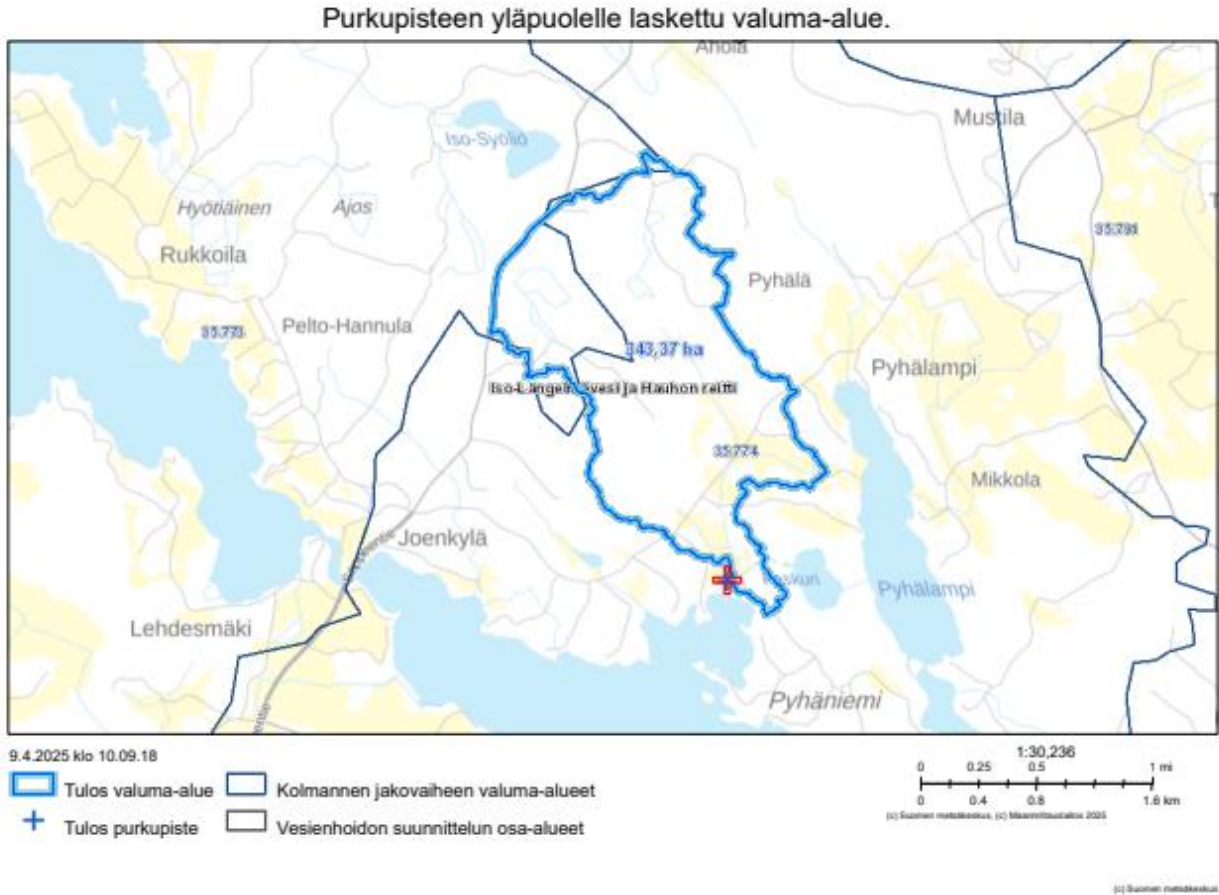 Purkupisteen yläpuolelle laskettu valuma-alue.
Ahola
Mustila
Iso-Syöliö
Hyötiäinen
Ajos
35.791
Rukkoila
Pyhälä
Pelto-Hannula
35.773
343,37 ha
Pyhälampi
Iso-Längelmävesi ja Hauhon reitti
35.774
Mikkola
Joenkylä
Pyhälampi
Lehdesmäki
Pyhäniemi
9.4.2025 klo 10.09.18
1:30,236
0 0.25 0.5 1 mi
0 0.4 0.8 1.6 km
(c) Suomen metsäkeskus, (c) Maanmittauslaitos 2025
Tulos valuma-alue
Kolmannen jakovaiheen valuma-alueet
Tulos purkupiste
Vesienhoidon suunnittelun osa-alueet
(c) Suomen metsäkeskus